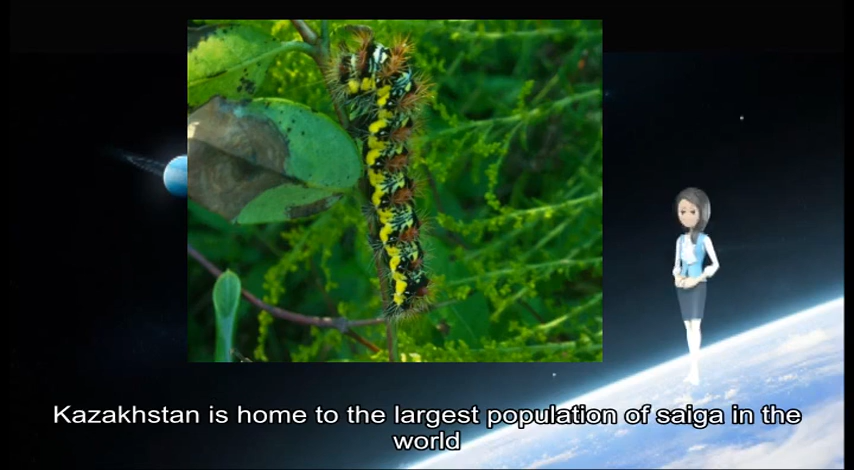 Kazakhstan is home to the largest population of saiga in the
world